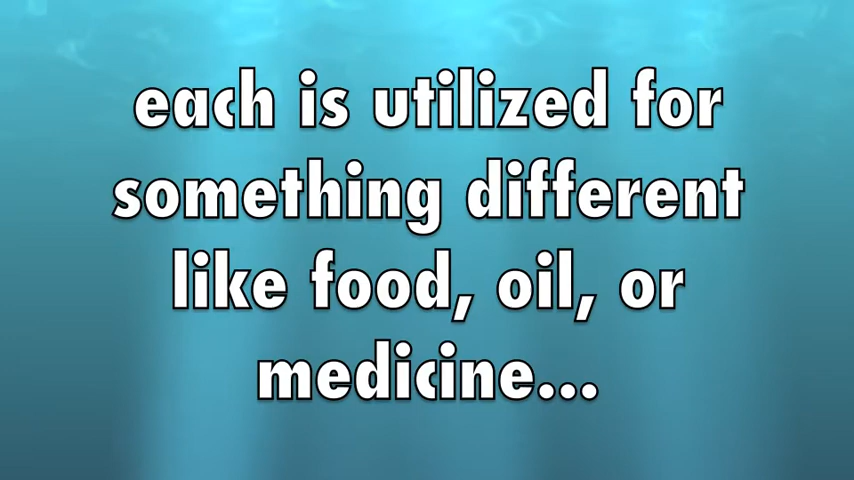 each is utilized for
something different
like food, oil, or
medicine...